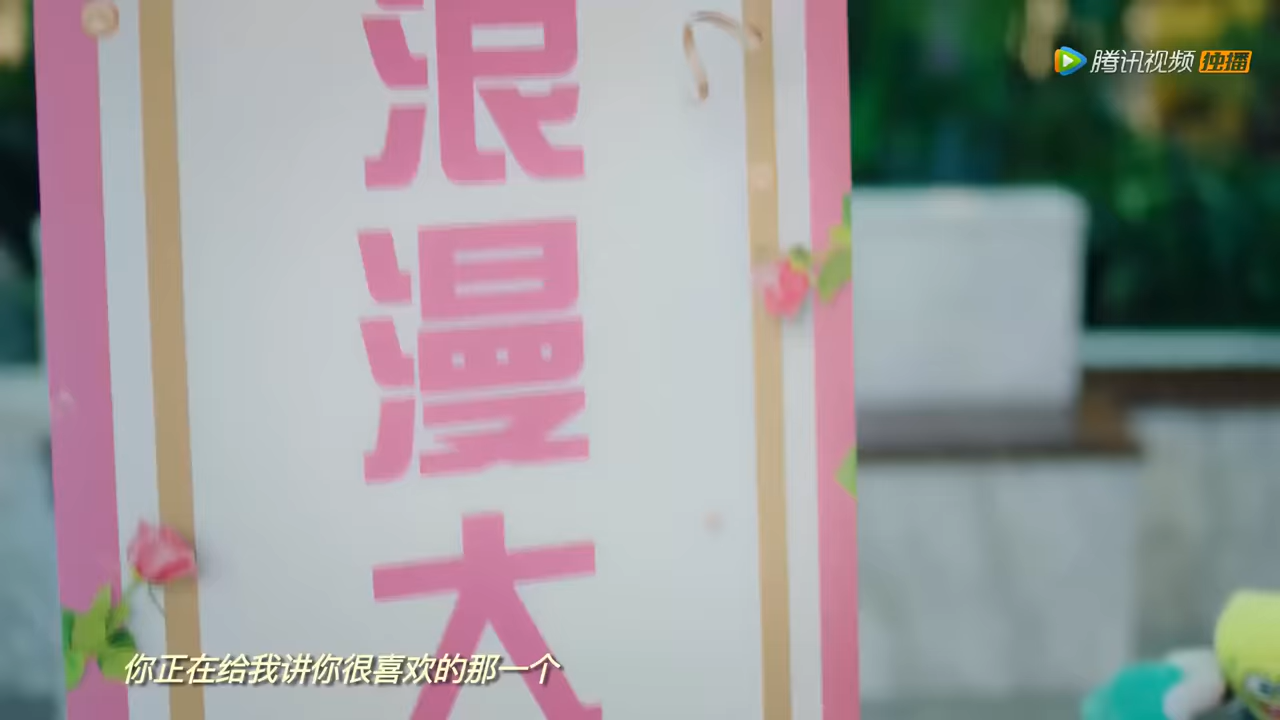 浪漫大
腾讯视频 独播
你正在给我讲你很喜欢的那一个